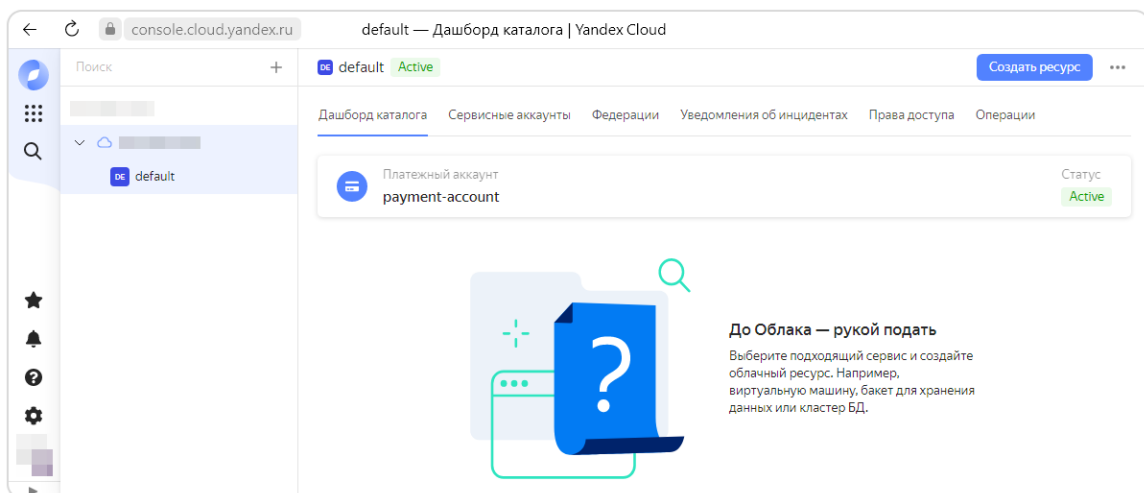 console.cloud.yandex.ru
default — Дашборд каталога | Yandex Cloud
Поиск
DE default Active
Создать ресурс
Дашборд каталога Сервисные аккаунты Федерации Уведомления об инцидентах Права доступа Операции
DE default
Платежный аккаунт
payment-account
Статус
Active
?
До Облака — рукой подать
Выберите подходящий сервис и создайте
облачный ресурс. Например,
виртуальную машину, бакет для хранения
данных или кластер БД.